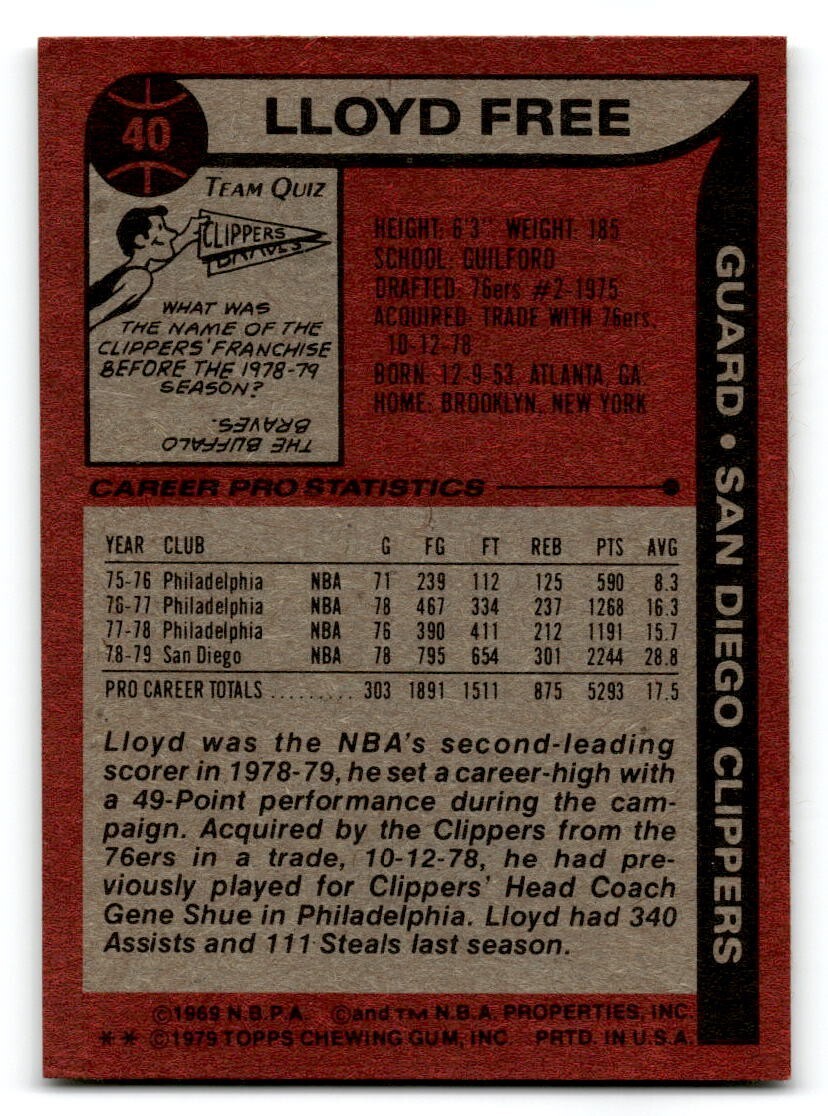 40
LLOYD FREE
TEAM QUIZ
CLIPPERS
BRAVES
WHAT WAS
THE NAME OF THE
CLIPPERS' FRANCHISE
BEFORE THE 1978-79
SEASON?
THE BUFFALO
BRAVES.
HEIGHT: 6'3" WEIGHT: 185
SCHOOL: GUILFORD
DRAFTED: 76ers #2-1975
ACQUIRED: TRADE WITH 76ers,
10-12-78
BORN: 12-9-53, ATLANTA, GA.
HOME: BROOKLYN, NEW YORK
GUARD • SAN DIEGO CLIPPERS
CAREER PRO STATISTICS
YEAR CLUB G FG FT REB PTS AVG
75-76 Philadelphia NBA 71 239 112 125 590 8.3
76-77 Philadelphia NBA 78 467 334 237 1268 16.3
77-78 Philadelphia NBA 76 390 411 212 1191 15.7
78-79 San Diego NBA 78 795 654 301 2244 28.8
PRO CAREER TOTALS ......... 303 1891 1511 875 5293 17.5
Lloyd was the NBA's second-leading
scorer in 1978-79, he set a career-high with
a 49-Point performance during the cam-
paign. Acquired by the Clippers from the
76ers in a trade, 10-12-78, he had pre-
viously played for Clippers' Head Coach
Gene Shue in Philadelphia. Lloyd had 340
Assists and 111 Steals last season.
©1969 N.B.P.A. ©and TM N.B.A. PROPERTIES, INC.
** ©1979 TOPPS CHEWING GUM, INC PRTD. IN U.S.A.